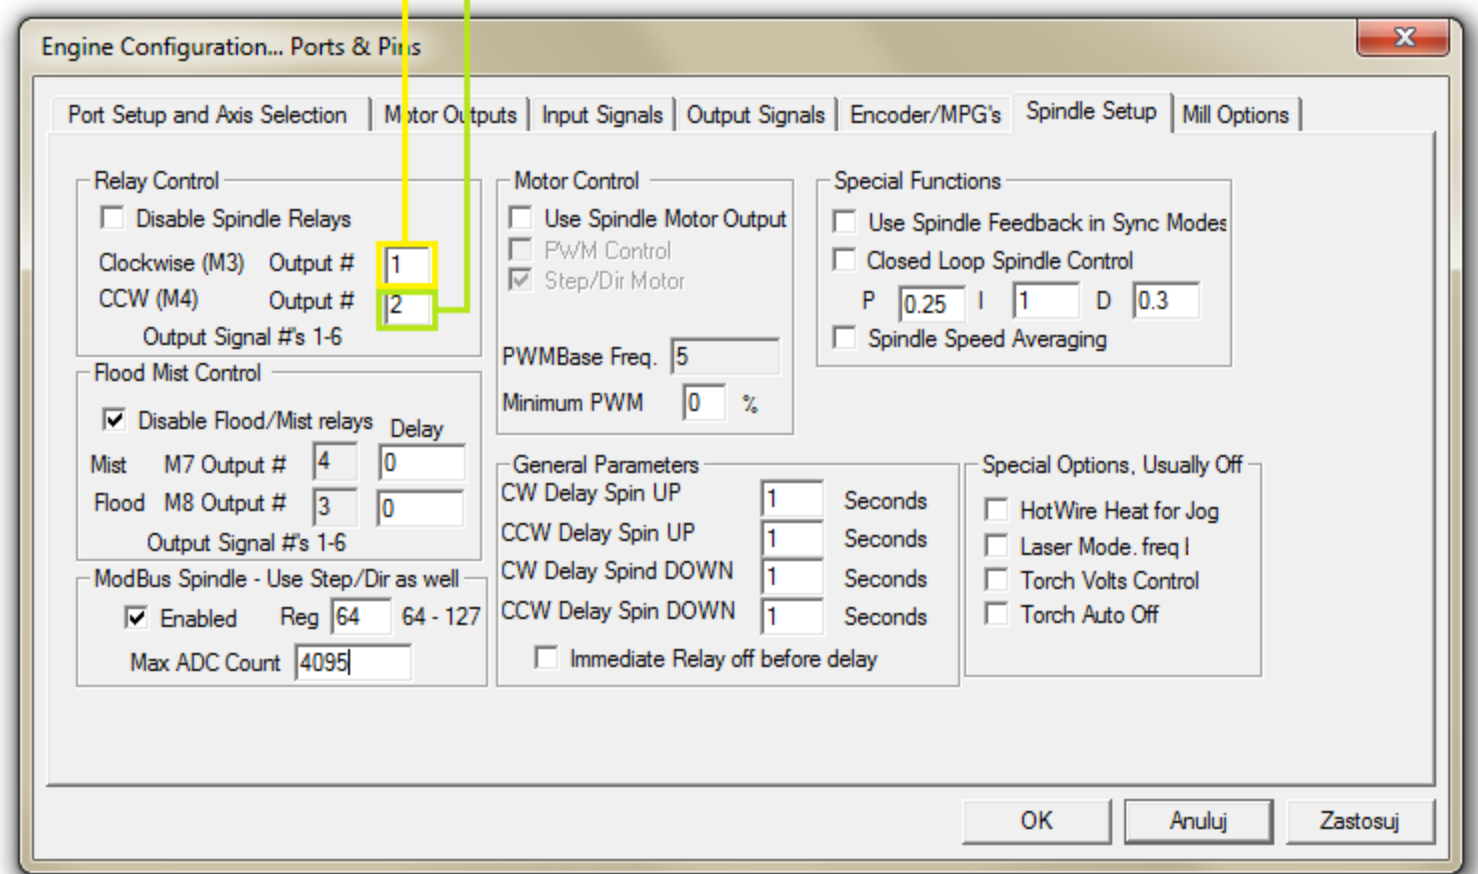 Engine Configuration... Ports & Pins
Port Setup and Axis Selection
Motor Outputs
Input Signals
Output Signals
Encoder/MPG's
Spindle Setup
Mill Options
Relay Control
Disable Spindle Relays
Clockwise (M3) Output # 1
CCW (M4) Output # 2
Output Signal #'s 1-6
Flood Mist Control
Disable Flood/Mist relays Delay
Mist M7 Output # 4 0
Flood M8 Output # 3 0
Output Signal #'s 1-6
ModBus Spindle - Use Step/Dir as well
Enabled Reg 64 64 - 127
Max ADC Count 4095
Motor Control
Use Spindle Motor Output
PWM Control
Step/Dir Motor
PWMBase Freq. 5
Minimum PWM 0 %
General Parameters
CW Delay Spin UP 1 Seconds
CCW Delay Spin UP 1 Seconds
CW Delay Spind DOWN 1 Seconds
CCW Delay Spin DOWN 1 Seconds
Immediate Relay off before delay
Special Functions
Use Spindle Feedback in Sync Modes
Closed Loop Spindle Control
P 0.25 I 1 D 0.3
Spindle Speed Averaging
Special Options, Usually Off
HotWire Heat for Jog
Laser Mode. freq
Torch Volts Control
Torch Auto Off
OK
Anuluj
Zastosuj